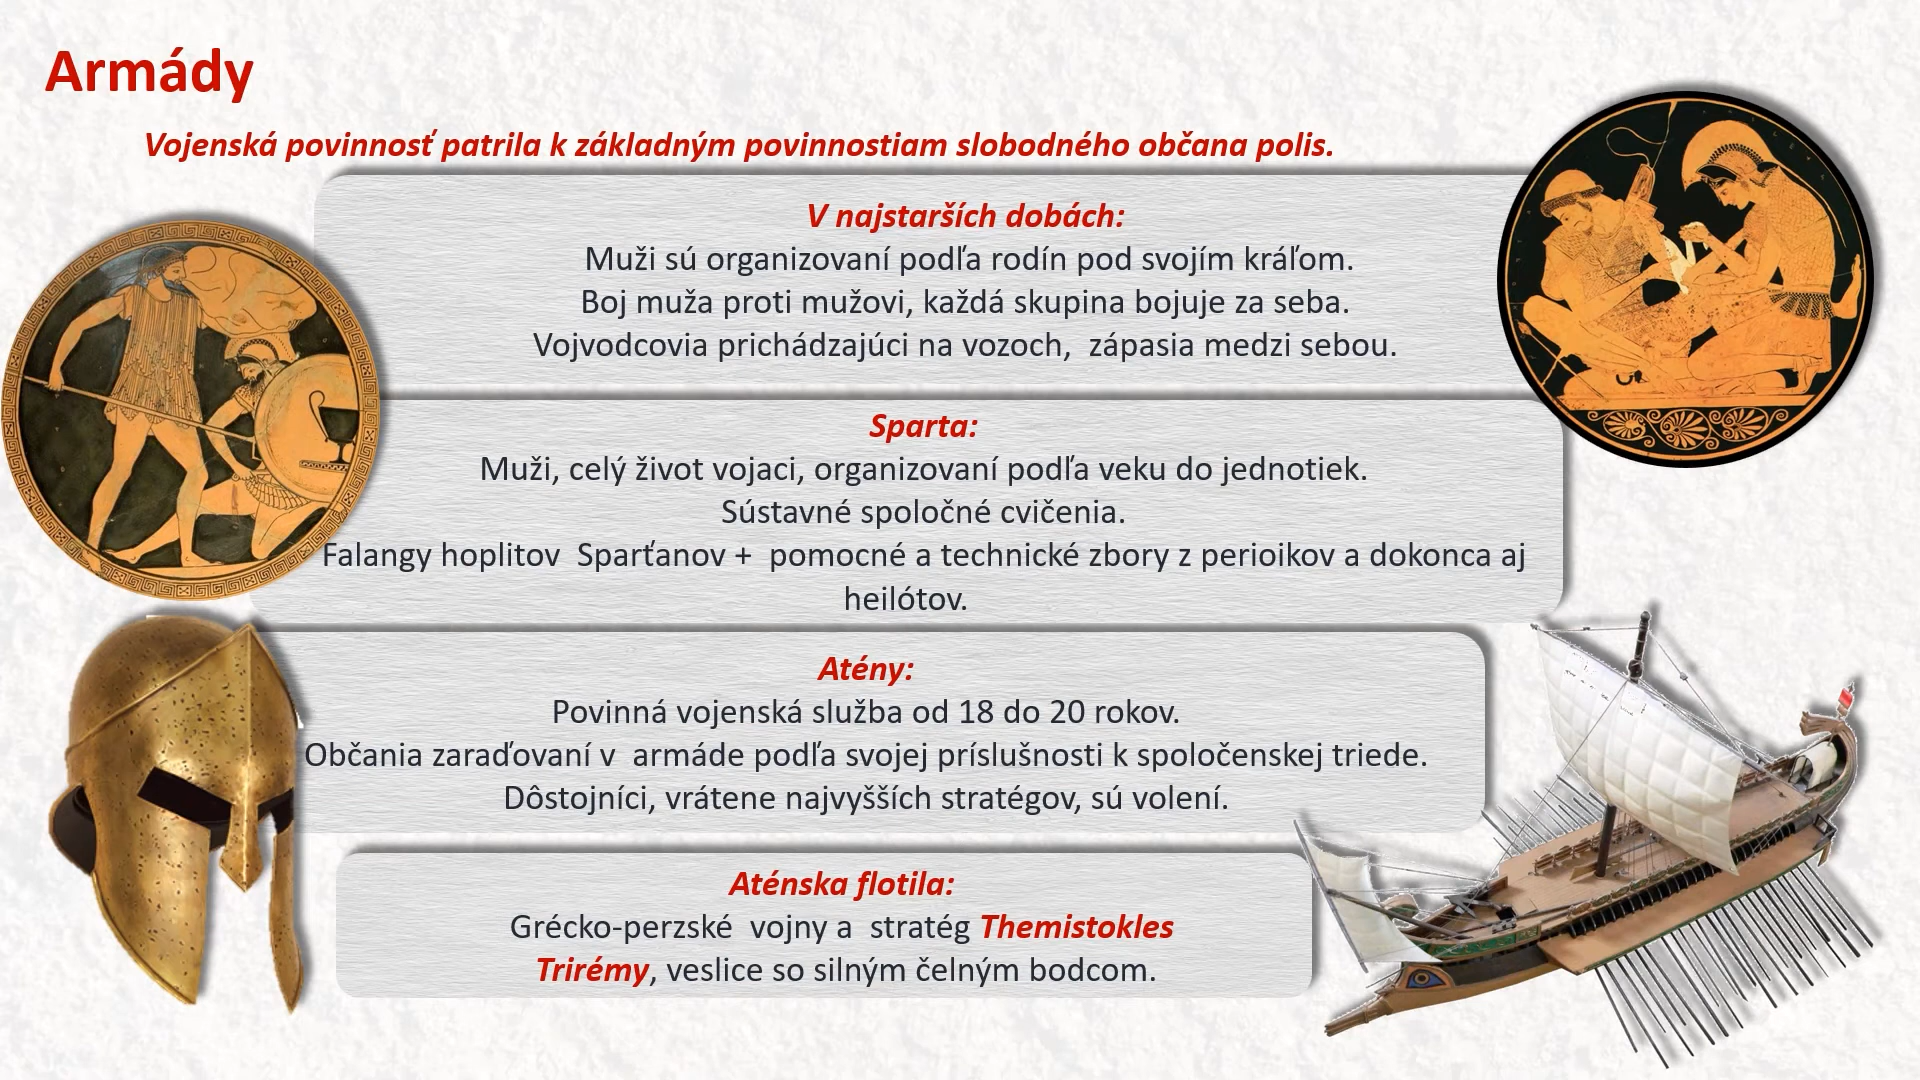 Armády
Vojenská povinnosť patrila k základným povinnostiam slobodného občana polis.
V najstarších dobách:
Muži sú organizovaní podľa rodín pod svojím kráľom.
Boj muža proti mužovi, každá skupina bojuje za seba.
Vojvodcovia prichádzajúci na vozoch,  zápasia medzi sebou.
Sparta:
Muži, celý život vojaci, organizovaní podľa veku do jednotiek.
Sústavné spoločné cvičenia.
Falangy hoplitov  Sparťanov +  pomocné a technické zbory z perioikov a dokonca aj
heilótov.
Atény:
Povinná vojenská služba od 18 do 20 rokov.
Občania zaraďovaní v  armáde podľa svojej príslušnosti k spoločenskej triede.
Dôstojníci, vrátene najvyšších stratégov, sú volení.
Aténska flotila:
Grécko-perzské  vojny a  stratég Themistokles
Trirémy, veslice so silným čelným bodcom.